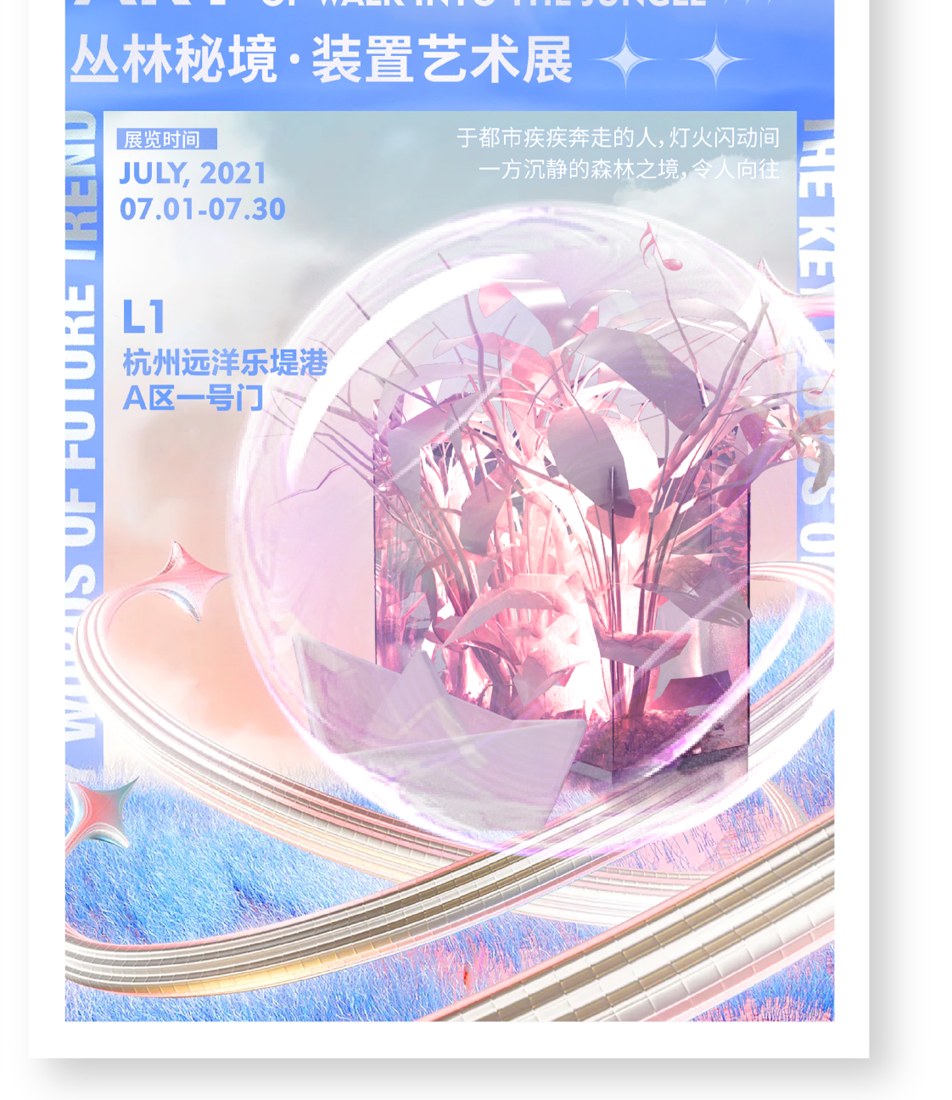 ART OF WALK INTO THE JUNGLE
丛林秘境·装置艺术展
展览时间
JULY, 2021
07.01-07.30
于都市疾疾奔走的人,灯火闪动间
一方沉静的森林之境,令人向往
L1
杭州远洋乐堤港
A区一号门
WORDS OF FUTURE TREND
THE KEY